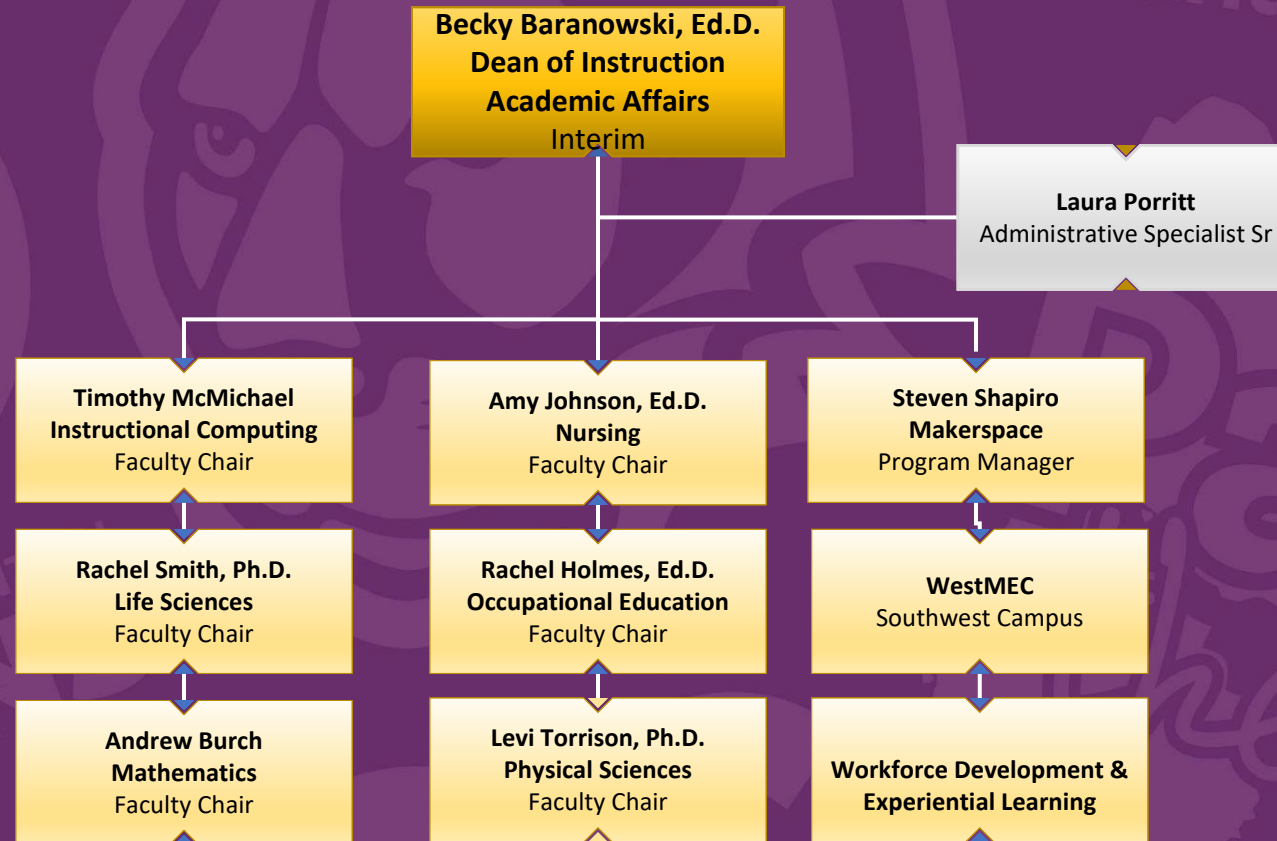 Becky Baranowski, Ed.D.
Dean of Instruction
Academic Affairs
Interim
Laura Porritt
Administrative Specialist Sr
Timothy McMichael
Instructional Computing
Faculty Chair
Amy Johnson, Ed.D.
Nursing
Faculty Chair
Steven Shapiro
Makerspace
Program Manager
Rachel Smith, Ph.D.
Life Sciences
Faculty Chair
Rachel Holmes, Ed.D.
Occupational Education
Faculty Chair
WestMEC
Southwest Campus
Andrew Burch
Mathematics
Faculty Chair
Levi Torrison, Ph.D.
Physical Sciences
Faculty Chair
Workforce Development &
Experiential Learning